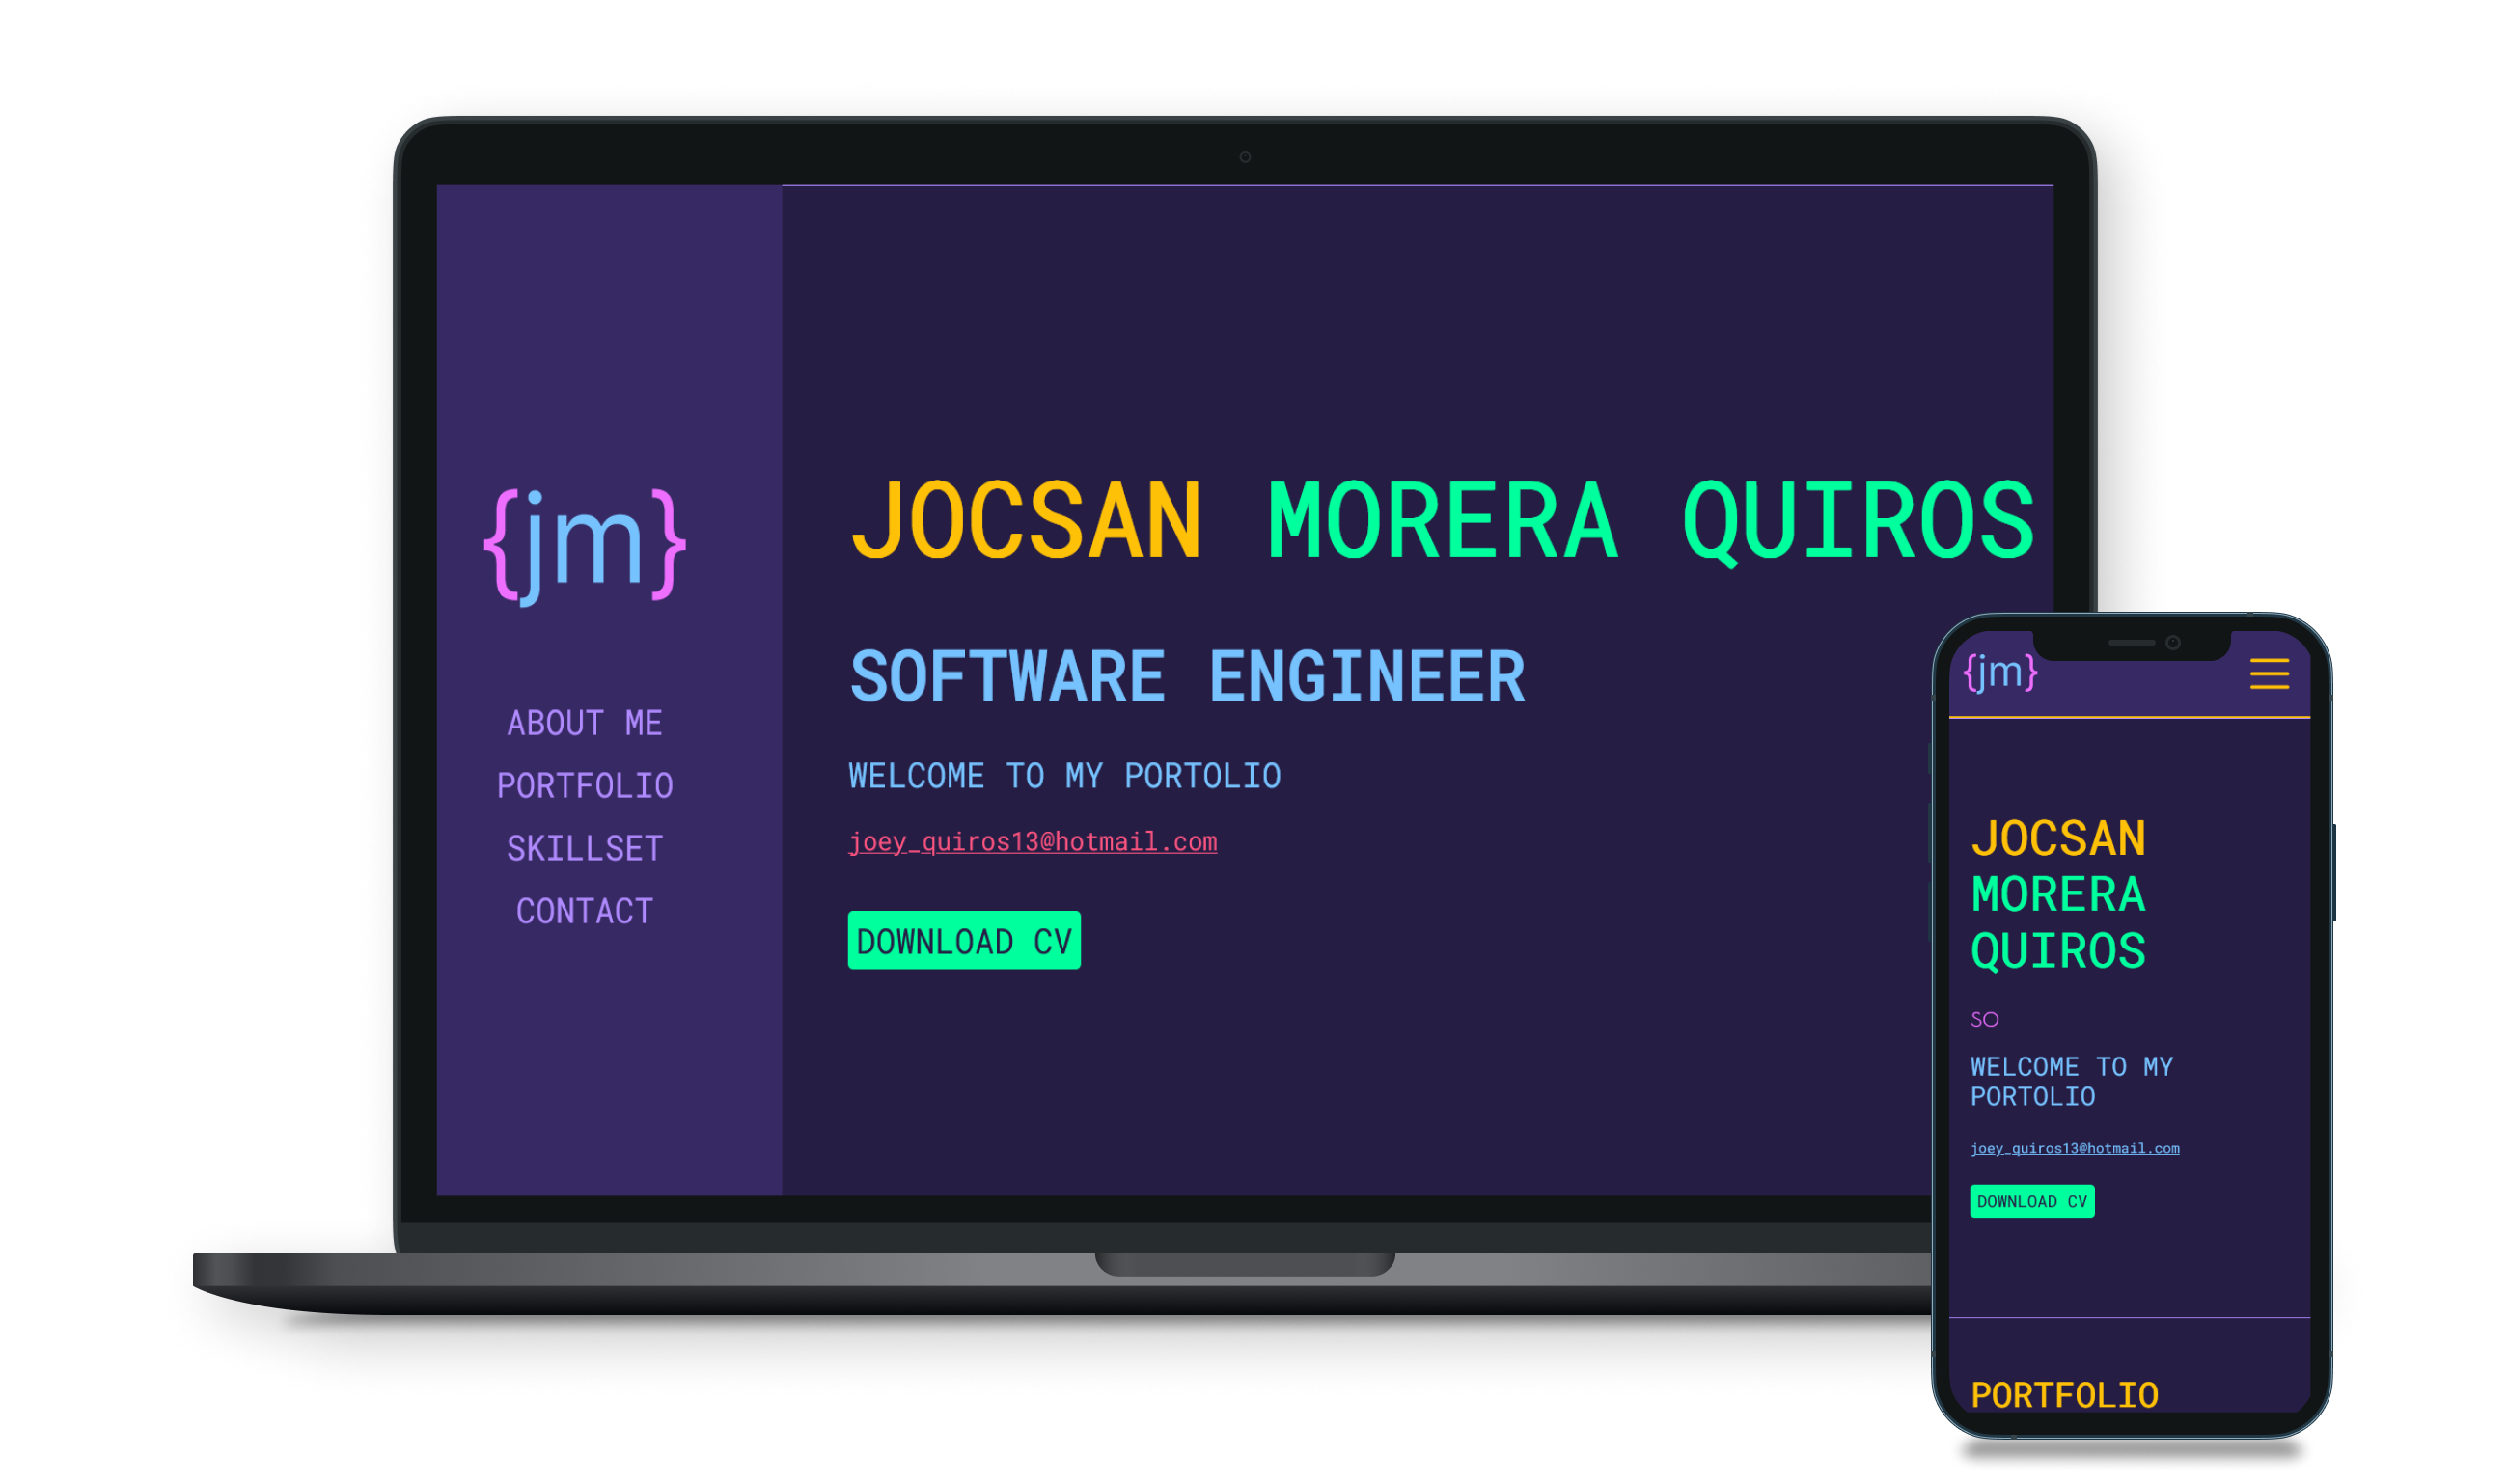 {jm}
ABOUT ME
PORTFOLIO
SKILLSET
CONTACT
JOCSAN MORERA QUIROS
SOFTWARE ENGINEER
WELCOME TO MY PORTOLIO
joey_quiros13@hotmail.com
DOWNLOAD CV
{jm}
JOCSAN
MORERA
QUIROS
SO
WELCOME TO MY
PORTOLIO
joey_quiros13@hotmail.com
DOWNLOAD CV
PORTFOLIO